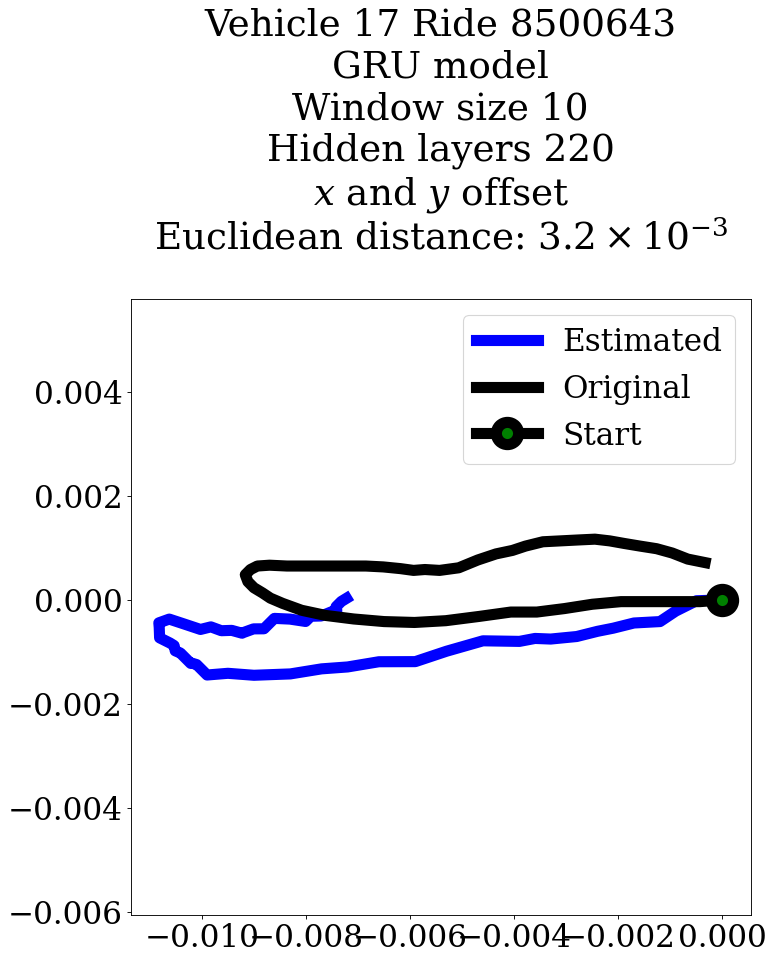 Vehicle 17 Ride 8500643
GRU model
Window size 10
Hidden layers 220
x and y offset
Euclidean distance: 3.2 × 10⁻³
Estimated
Original
Start
0.004
0.002
0.000
−0.002
−0.004
−0.006
−0.010 −0.008 −0.006 −0.004 −0.002 0.000